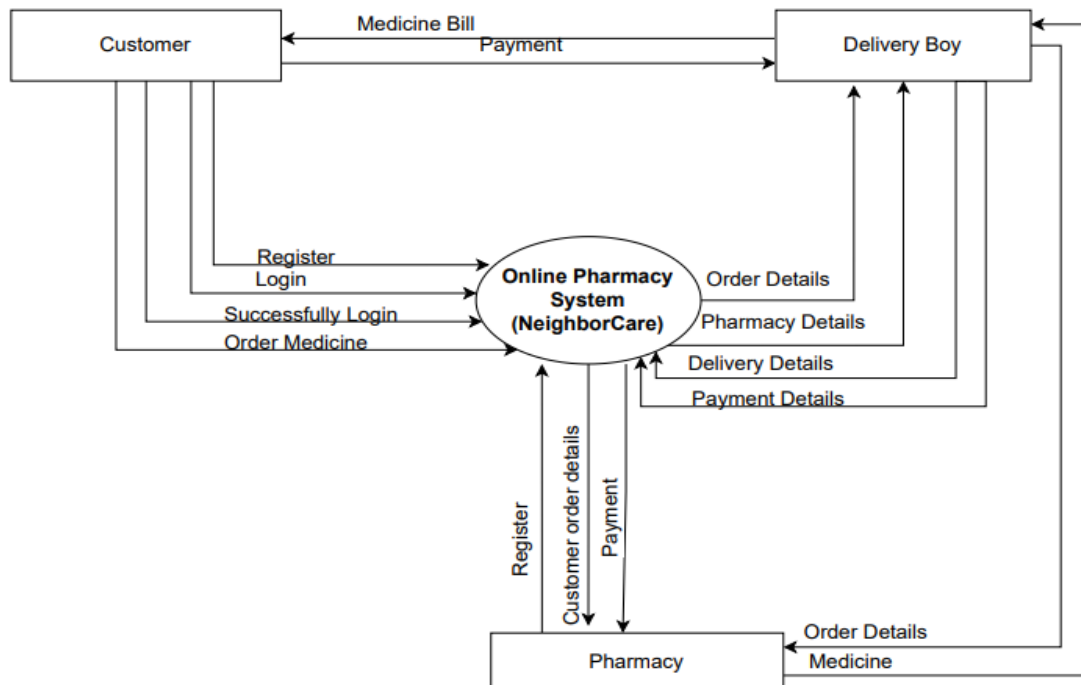 Customer
Medicine Bill
Payment
Delivery Boy
Register
Login
Successfully Login
Order Medicine
Online Pharmacy
System
(NeighborCare)
Order Details
Pharmacy Details
Delivery Details
Payment Details
Register
Customer order details
Payment
Pharmacy
Order Details
Medicine